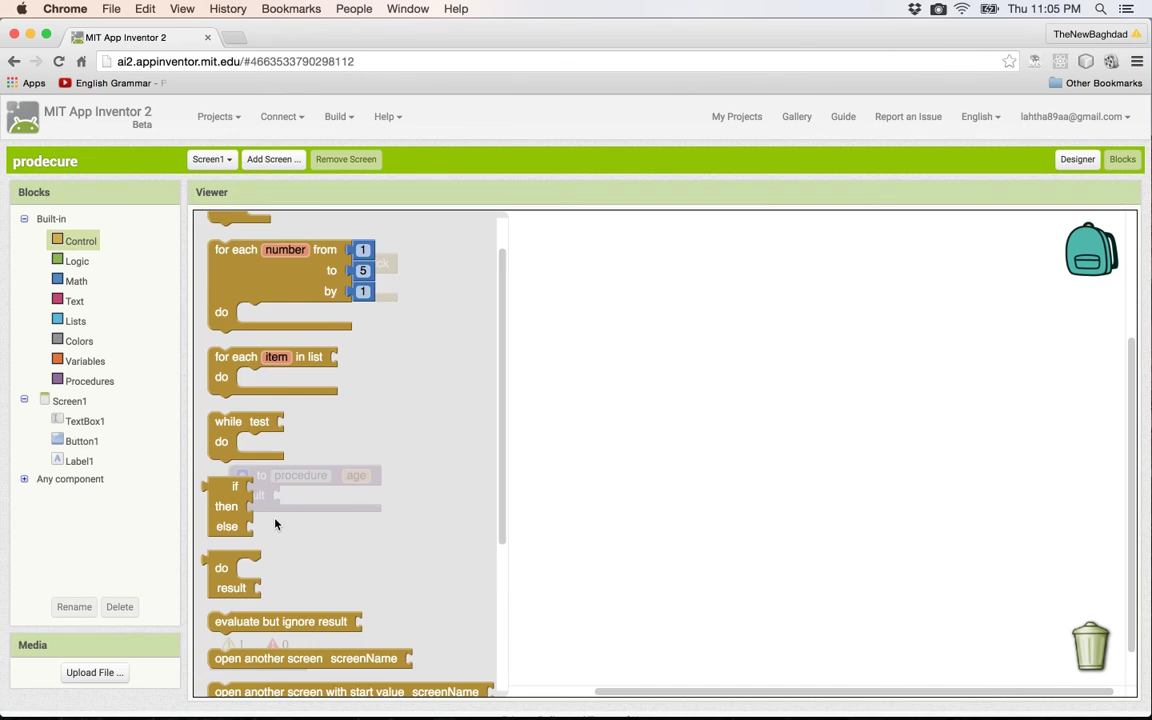 Chrome File Edit View History Bookmarks People Window Help Thu 11:05 PM
MIT App Inventor 2 TheNewBaghdad
ai2.appinventor.mit.edu/#4663533790298112
Apps English Grammar - P Other Bookmarks
MIT App Inventor 2
Beta
Projects Connect Build Help My Projects Gallery Guide Report an Issue English lahtha89aa@gmail.com
prodecure Screen1 Add Screen ... Remove Screen Designer Blocks
Blocks Viewer
Built-in
Control
Logic
Math
Text
Lists
Colors
Variables
Procedures
Screen1
TextBox1
Button1
Label1
Any component
Rename Delete
Media
Upload File ...
for each number from 1
to 5
by 1
do
for each item in list
do
while test
do
to procedure age
if
then
else
do
result
evaluate but ignore result
1 0
open another screen screenName
open another screen with start value screenName